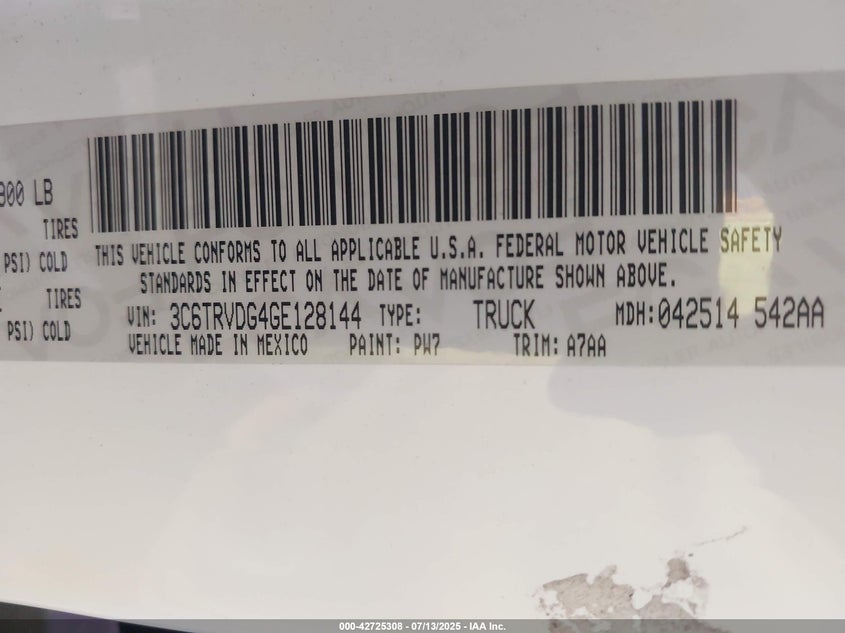 800 LB
TIRES
PSI) COLD
TIRES
PSI) COLD
THIS VEHICLE CONFORMS TO ALL APPLICABLE U.S.A. FEDERAL MOTOR VEHICLE SAFETY
STANDARDS IN EFFECT ON THE DATE OF MANUFACTURE SHOWN ABOVE.
VIN: 3C6TRVDG4GE128144 TYPE: TRUCK MDH:042514 542AA
VEHICLE MADE IN MEXICO PAINT: PW7 TRIM: A7AA
000-42725308 - 07/13/2025 - IAA Inc.